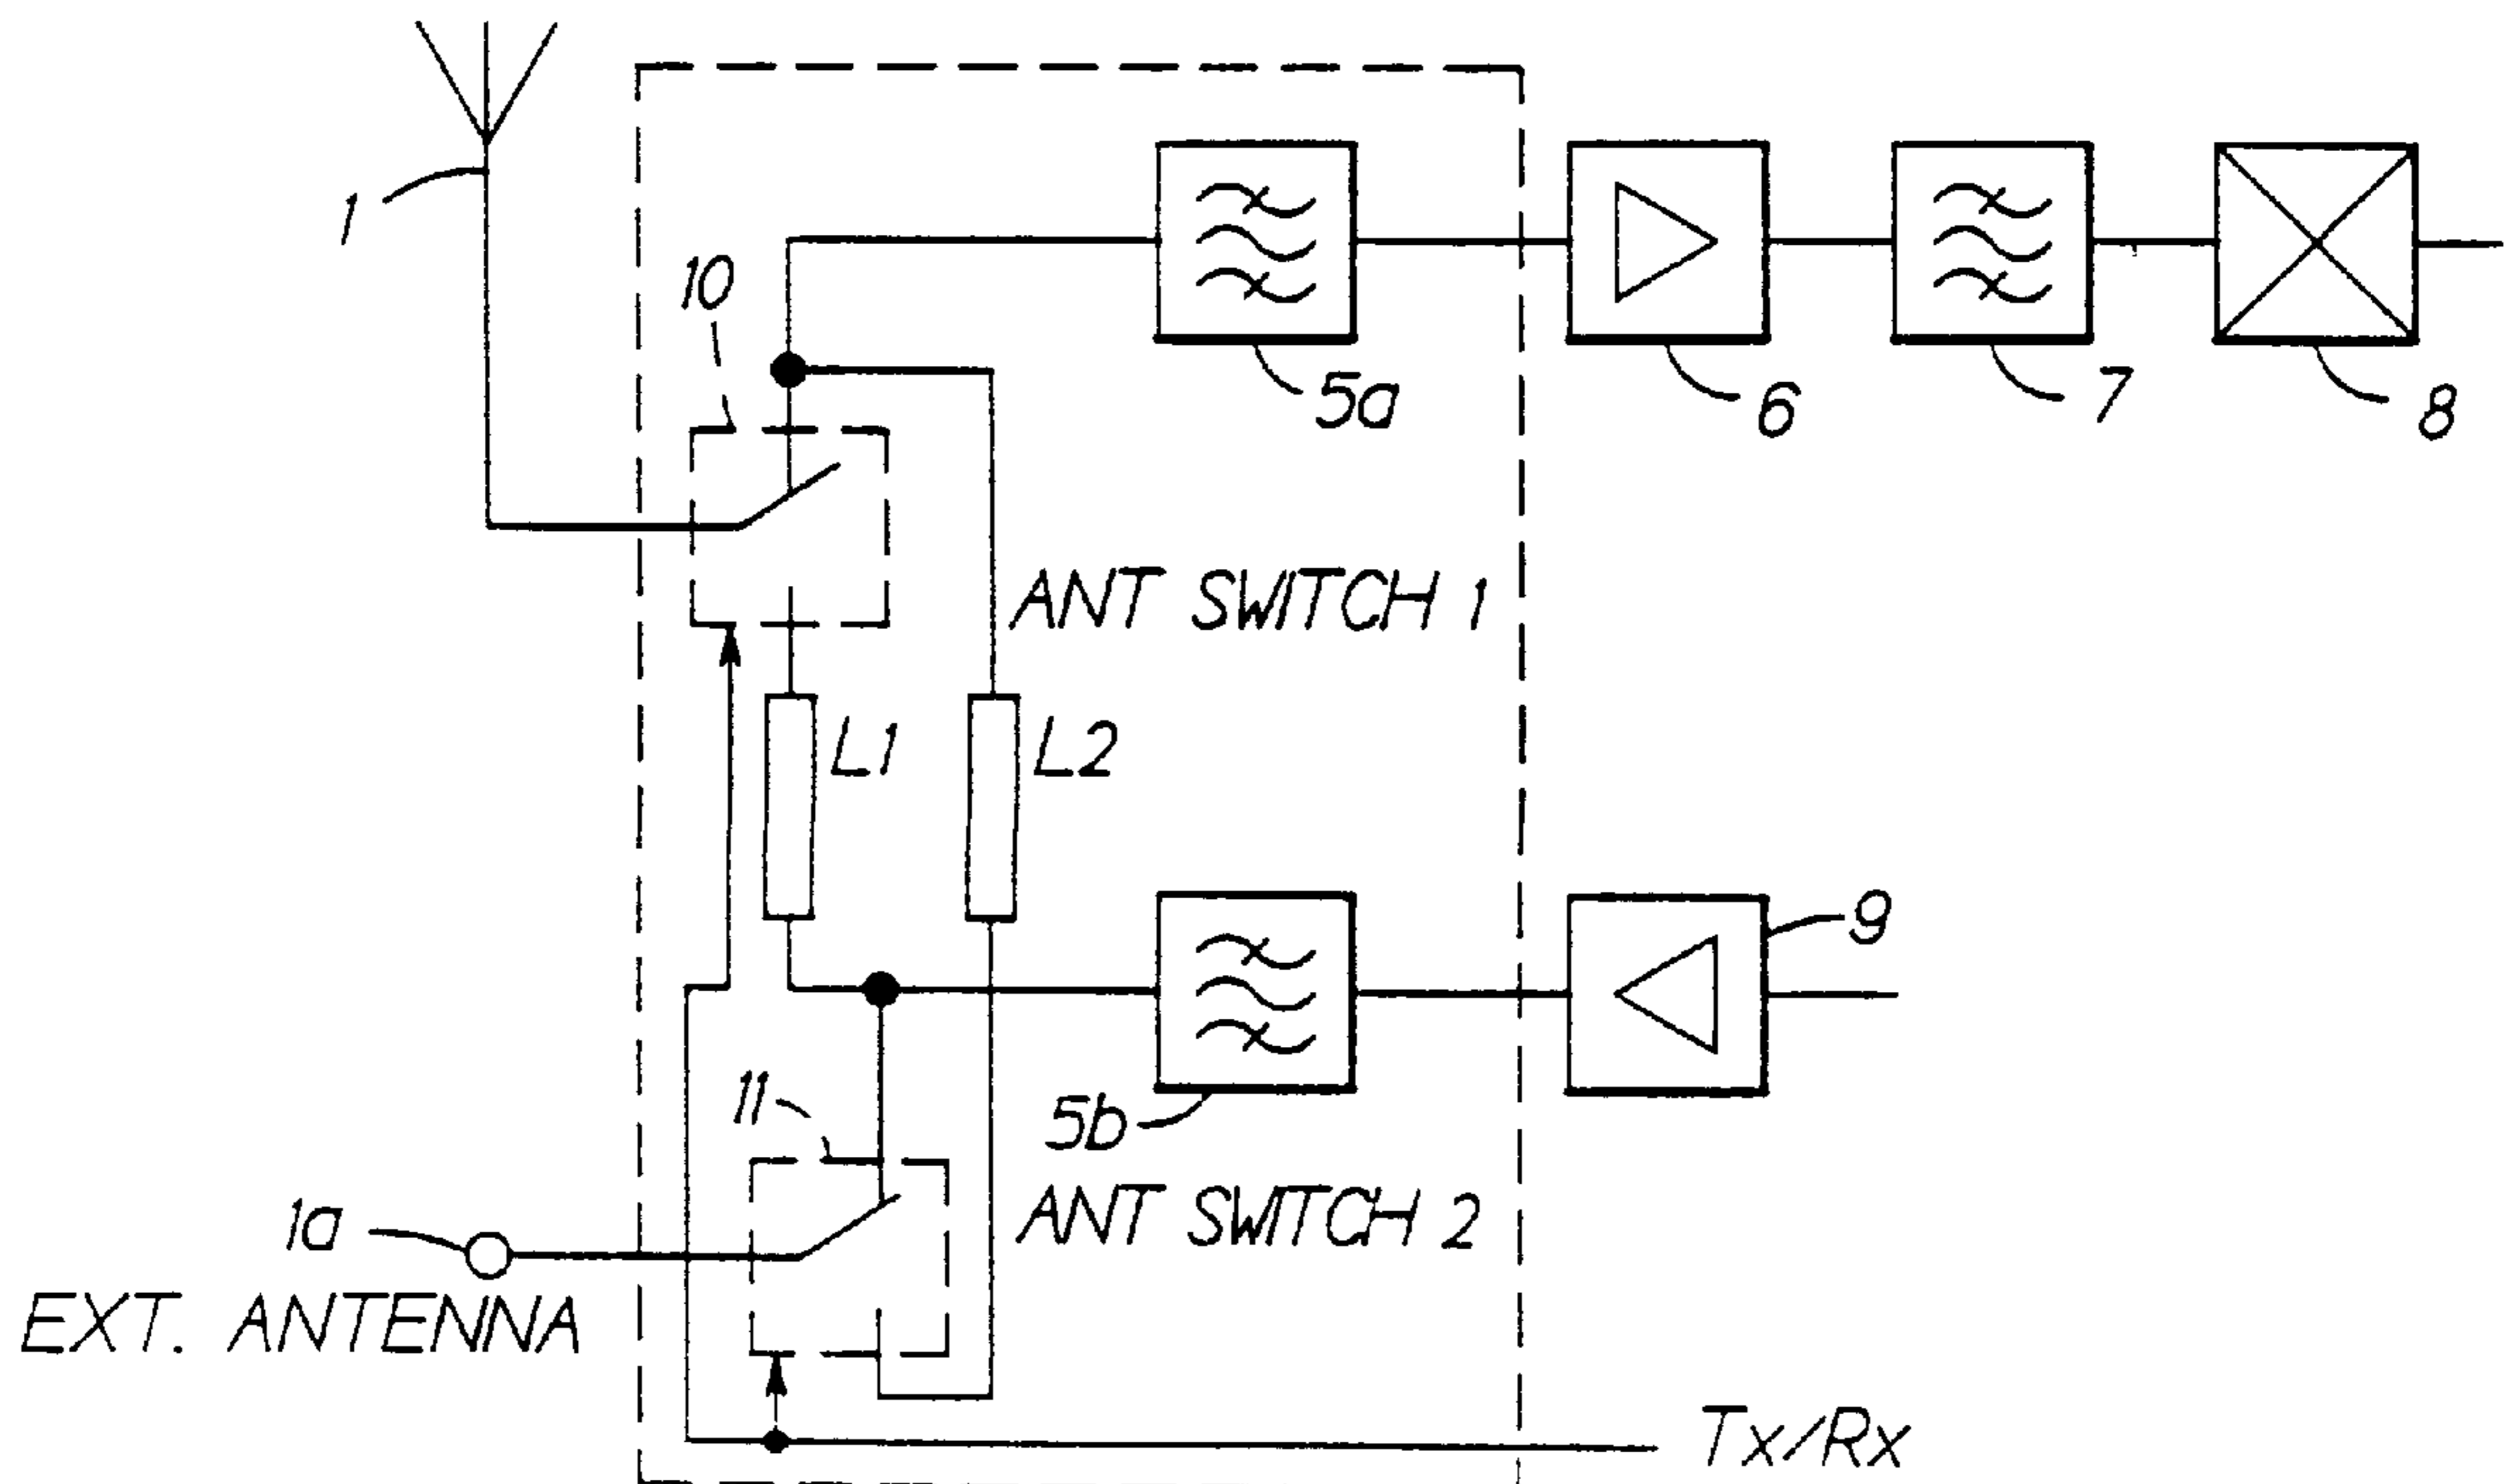 1
10
5a
6
7
8
ANT SWITCH 1
L1
L2
9
11
5b
1a
ANT SWITCH 2
EXT. ANTENNA
Tx/Rx